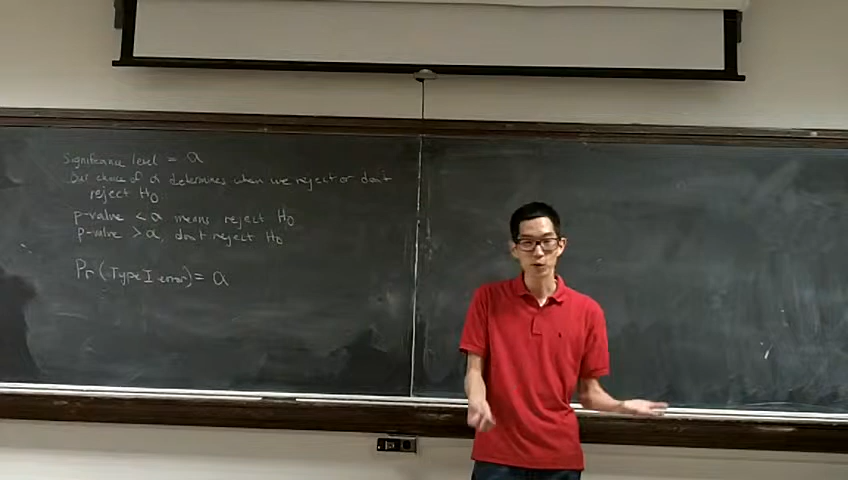 Significance level = α
Our choice of α determines when we reject or don't
reject H0
p-value < α means reject H0
p-value > α, don't reject H0
Pr(Type I error) = α